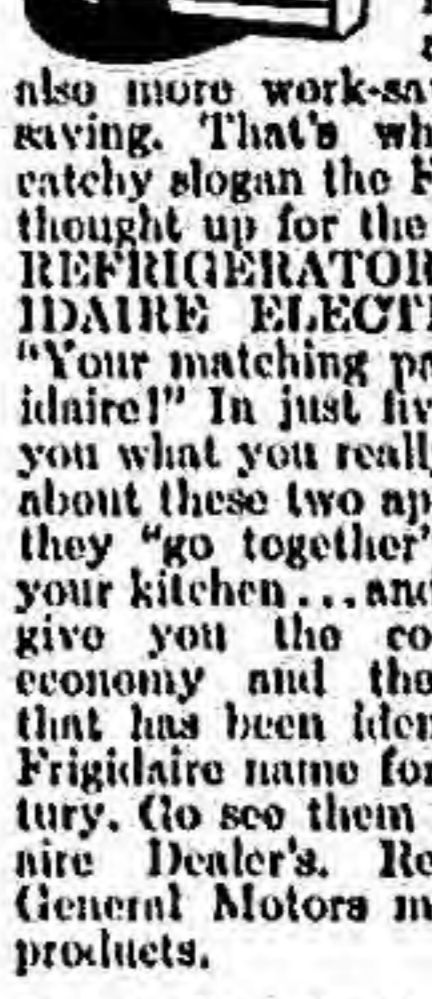 also more work-sa
saving. That's wh
catchy slogan the F
thought up for the
REFRIGERATOR
IDAIRE ELECT
"Your matching pa
idaire!" In just fiv
you what you really
about these two ap
they "go together"
your kitchen...and
give you the co
economy and the
that has been iden
Frigidaire name for
tury. Go see them
aire Dealer's. Re
General Motors m
products.